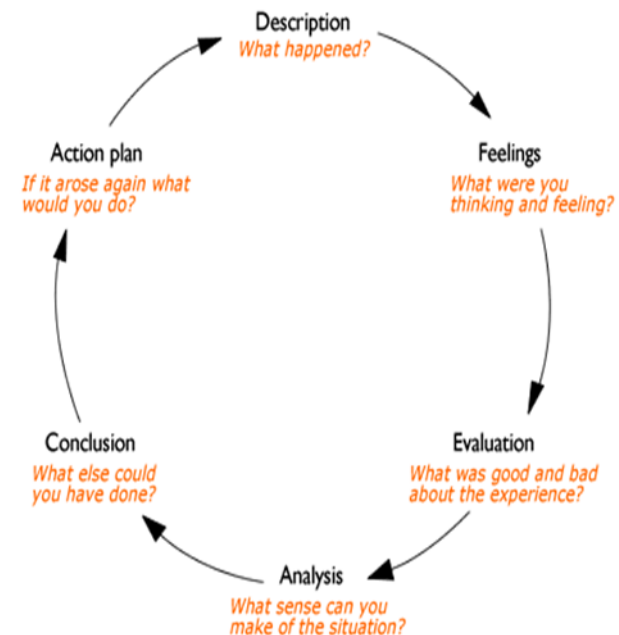 Description
What happened?
Feelings
What were you
thinking and feeling?
Evaluation
What was good and bad
about the experience?
Analysis
What sense can you
make of the situation?
Conclusion
What else could
you have done?
Action plan
If it arose again what
would you do?